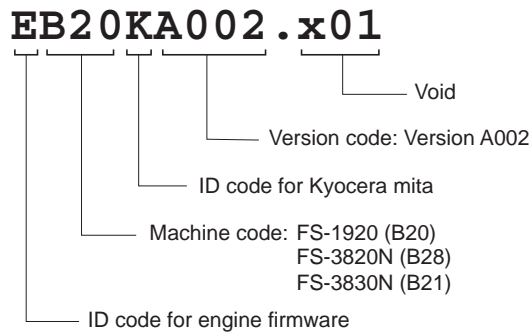 EB20KA002.x01
Void
Version code: Version A002
ID code for Kyocera mita
Machine code: FS-1920 (B20)
FS-3820N (B28)
FS-3830N (B21)
ID code for engine firmware